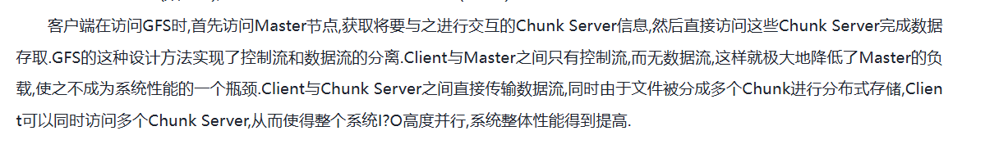 客户端在访问GFS时,首先访问Master节点,获取将要与之进行交互的Chunk Server信息,然后直接访问这些Chunk Server完成数据
存取.GFS的这种设计方法实现了控制流和数据流的分离.Client与Master之间只有控制流,而无数据流,这样就极大地降低了Master的负
载,使之不成为系统性能的一个瓶颈.Client与Chunk Server之间直接传输数据流,同时由于文件被分成多个Chunk进行分布式存储,Clien
t可以同时访问多个Chunk Server,从而使得整个系统I?O高度并行,系统整体性能得到提高.